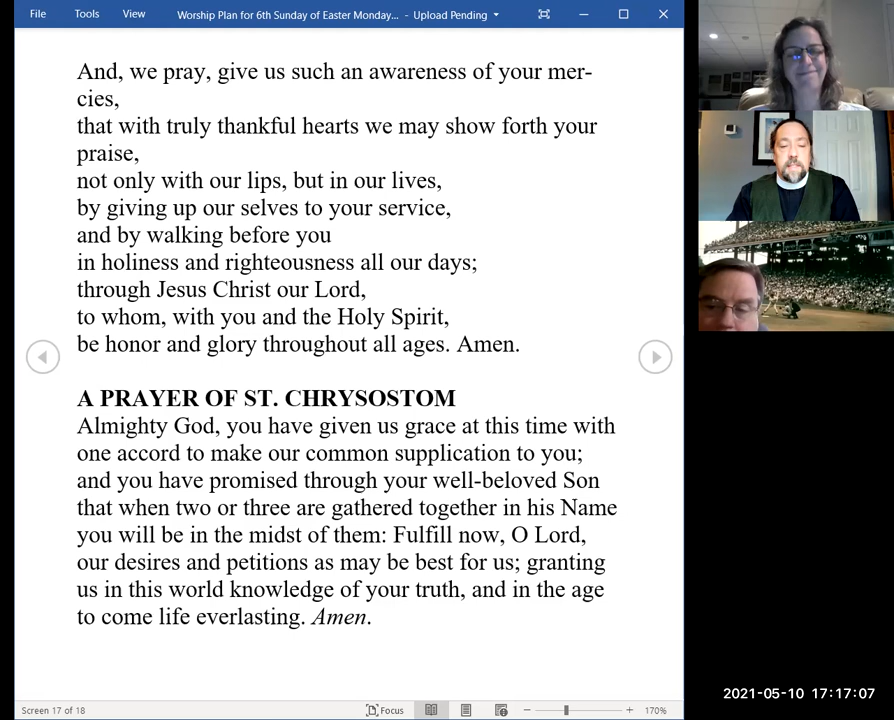 File Tools View Worship Plan for 6th Sunday of Easter Monday... - Upload Pending
And, we pray, give us such an awareness of your mer-
cies,
that with truly thankful hearts we may show forth your
praise,
not only with our lips, but in our lives,
by giving up our selves to your service,
and by walking before you
in holiness and righteousness all our days;
through Jesus Christ our Lord,
to whom, with you and the Holy Spirit,
be honor and glory throughout all ages. Amen.
A PRAYER OF ST. CHRYSOSTOM
Almighty God, you have given us grace at this time with
one accord to make our common supplication to you;
and you have promised through your well-beloved Son
that when two or three are gathered together in his Name
you will be in the midst of them: Fulfill now, O Lord,
our desires and petitions as may be best for us; granting
us in this world knowledge of your truth, and in the age
to come life everlasting. Amen.
Screen 17 of 18 Focus 170%
2021-05-10 17:17:07